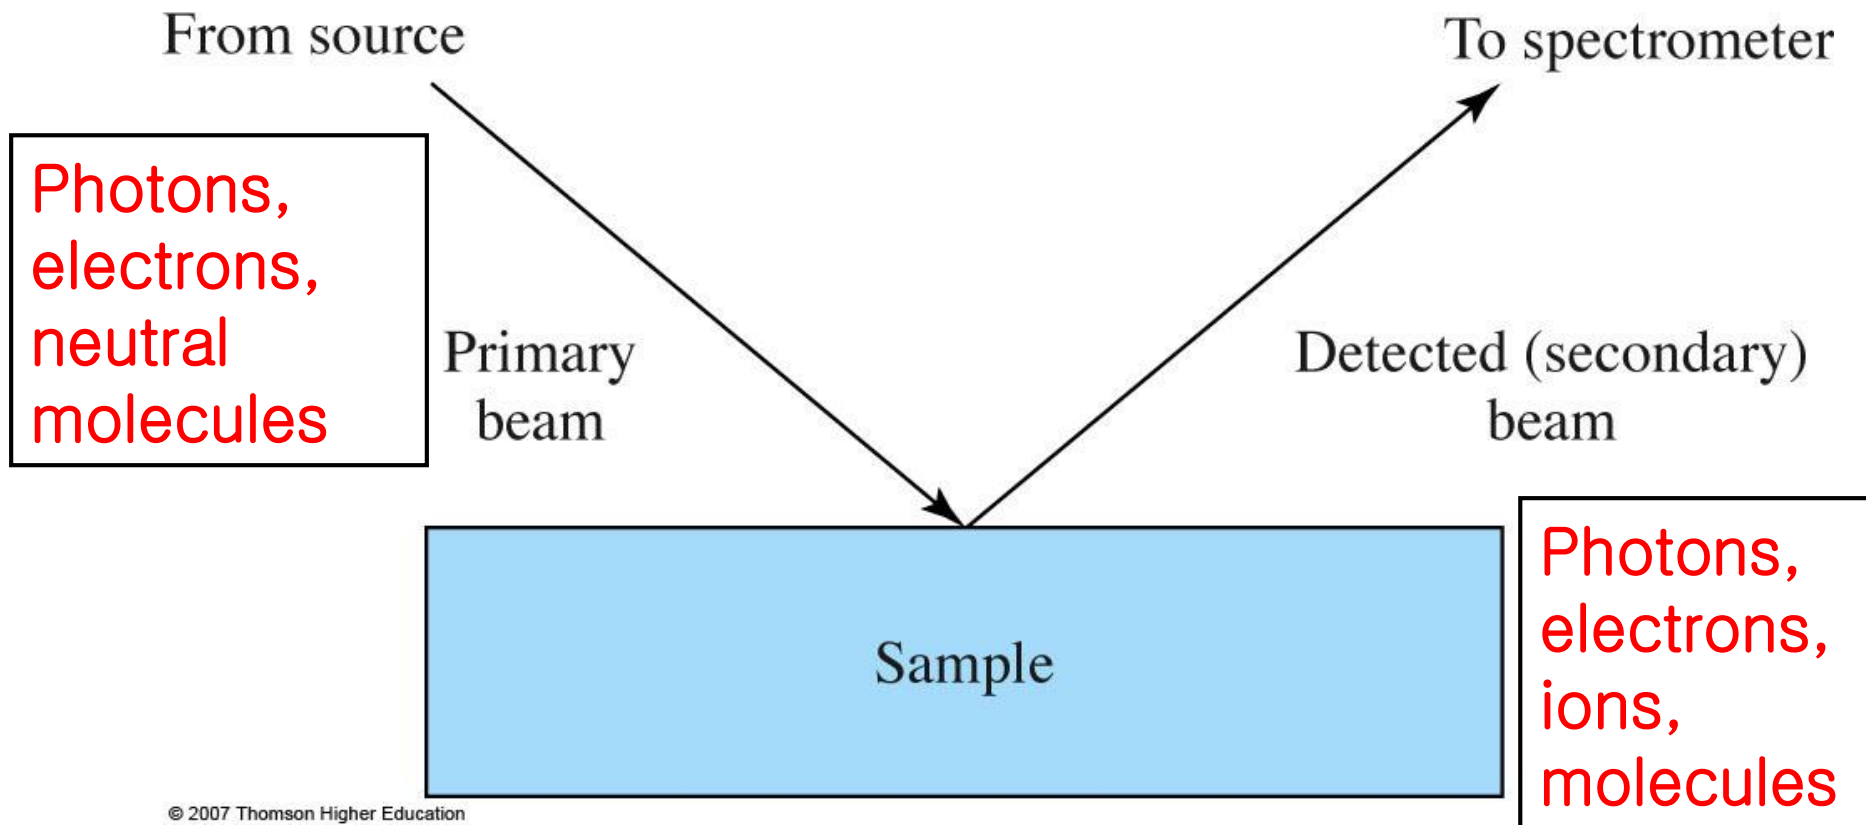 From source
To spectrometer
Photons,
electrons,
neutral
molecules
Primary
beam
Detected (secondary)
beam
Sample
Photons,
electrons,
ions,
molecules
© 2007 Thomson Higher Education